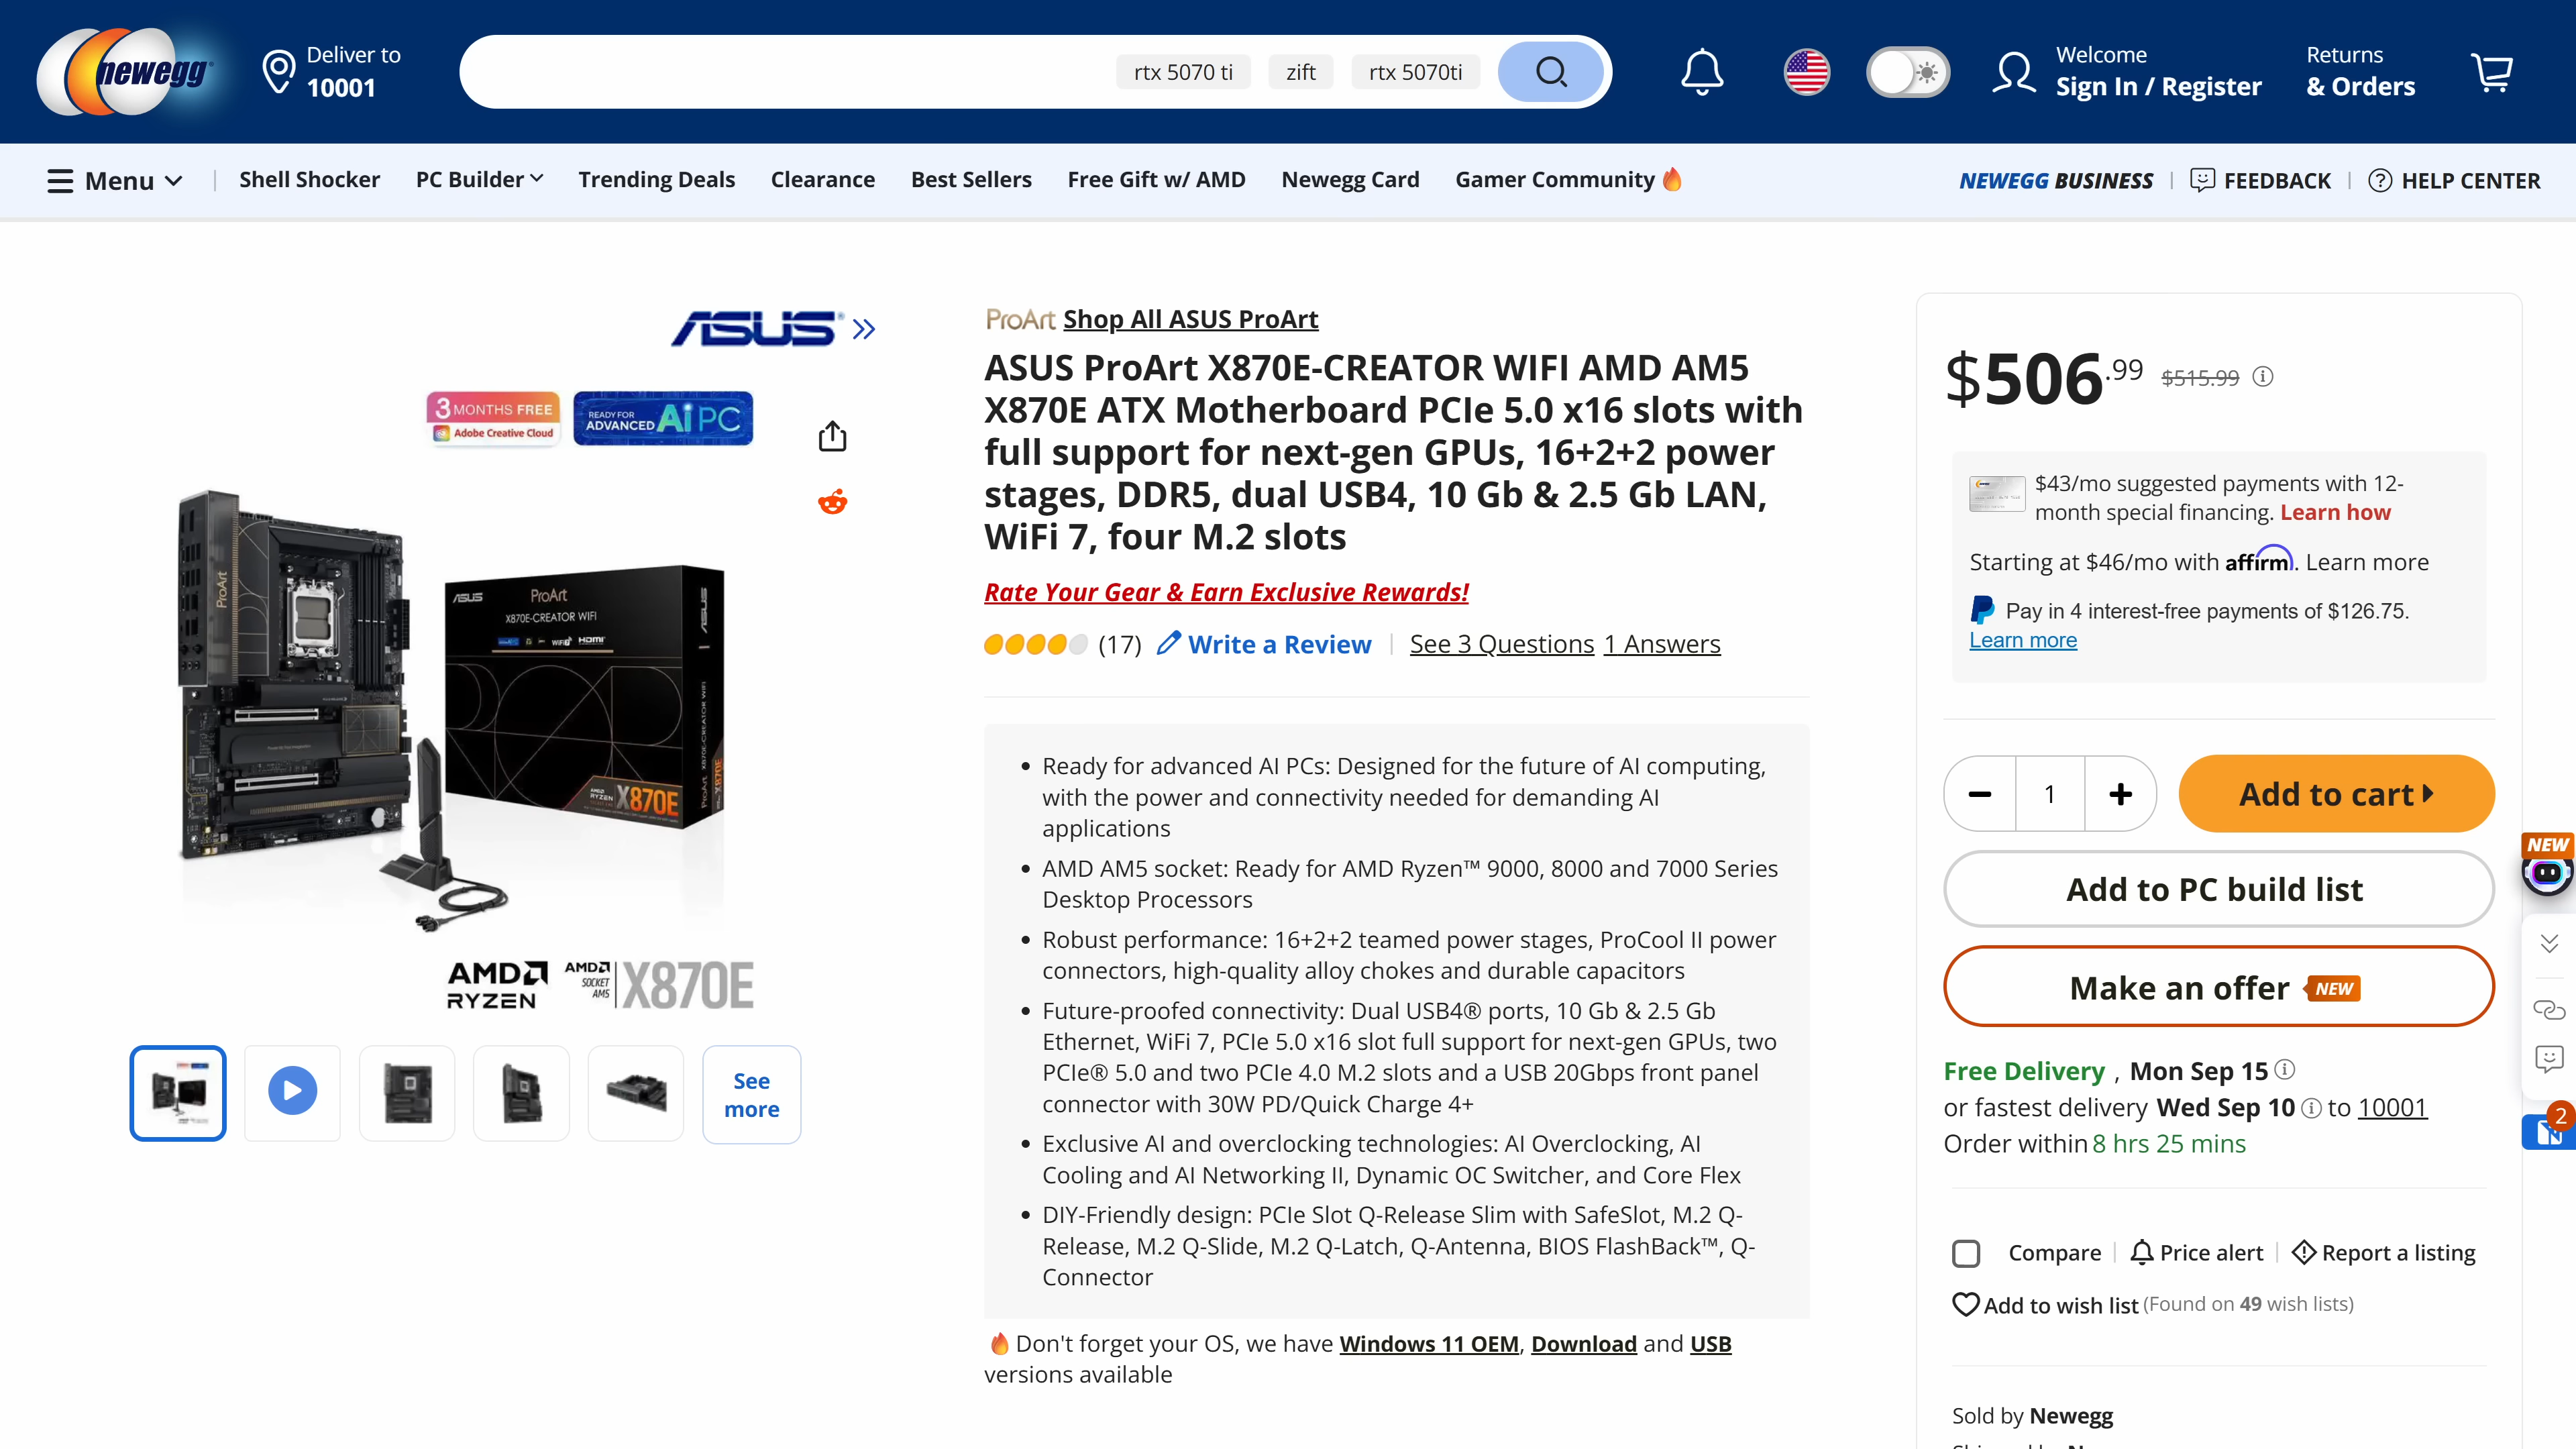 newegg
Deliver to
10001
rtx 5070 ti
zift
rtx 5070ti
Welcome
Sign In / Register
Returns
& Orders
Menu
Shell Shocker
PC Builder
Trending Deals
Clearance
Best Sellers
Free Gift w/ AMD
Newegg Card
Gamer Community
NEWEGG BUSINESS
FEEDBACK
HELP CENTER
ASUS
3 MONTHS FREE
Adobe Creative Cloud
READY FOR
ADVANCED AI PC
ProArt
ASUS
ProArt
X870E-CREATOR WIFI
WiFi 7
HDMI
AMD
RYZEN
X870E
ASUS
ProArt X870E-CREATOR WIFI
X870E
AMD
RYZEN
AMD
SOCKET
AM5
X870E
See
more
ProArt Shop All ASUS ProArt
ASUS ProArt X870E-CREATOR WIFI AMD AM5
X870E ATX Motherboard PCIe 5.0 x16 slots with
full support for next-gen GPUs, 16+2+2 power
stages, DDR5, dual USB4, 10 Gb & 2.5 Gb LAN,
WiFi 7, four M.2 slots
Rate Your Gear & Earn Exclusive Rewards!
(17) Write a Review
See 3 Questions 1 Answers
• Ready for advanced AI PCs: Designed for the future of AI computing,
with the power and connectivity needed for demanding AI
applications
• AMD AM5 socket: Ready for AMD Ryzen™ 9000, 8000 and 7000 Series
Desktop Processors
• Robust performance: 16+2+2 teamed power stages, ProCool II power
connectors, high-quality alloy chokes and durable capacitors
• Future-proofed connectivity: Dual USB4® ports, 10 Gb & 2.5 Gb
Ethernet, WiFi 7, PCIe 5.0 x16 slot full support for next-gen GPUs, two
PCIe® 5.0 and two PCIe 4.0 M.2 slots and a USB 20Gbps front panel
connector with 30W PD/Quick Charge 4+
• Exclusive AI and overclocking technologies: AI Overclocking, AI
Cooling and AI Networking II, Dynamic OC Switcher, and Core Flex
• DIY-Friendly design: PCIe Slot Q-Release Slim with SafeSlot, M.2 Q-
Release, M.2 Q-Slide, M.2 Q-Latch, Q-Antenna, BIOS FlashBack™, Q-
Connector
Don't forget your OS, we have Windows 11 OEM, Download and USB
versions available
$506.99 $515.99
$43/mo suggested payments with 12-
month special financing. Learn how
Starting at $46/mo with affirm. Learn more
Pay in 4 interest-free payments of $126.75.
Learn more
1
Add to cart
Add to PC build list
Make an offer NEW
Free Delivery , Mon Sep 15
or fastest delivery Wed Sep 10 to 10001
Order within 8 hrs 25 mins
Compare
Price alert
Report a listing
Add to wish list (Found on 49 wish lists)
Sold by Newegg
NEW
2